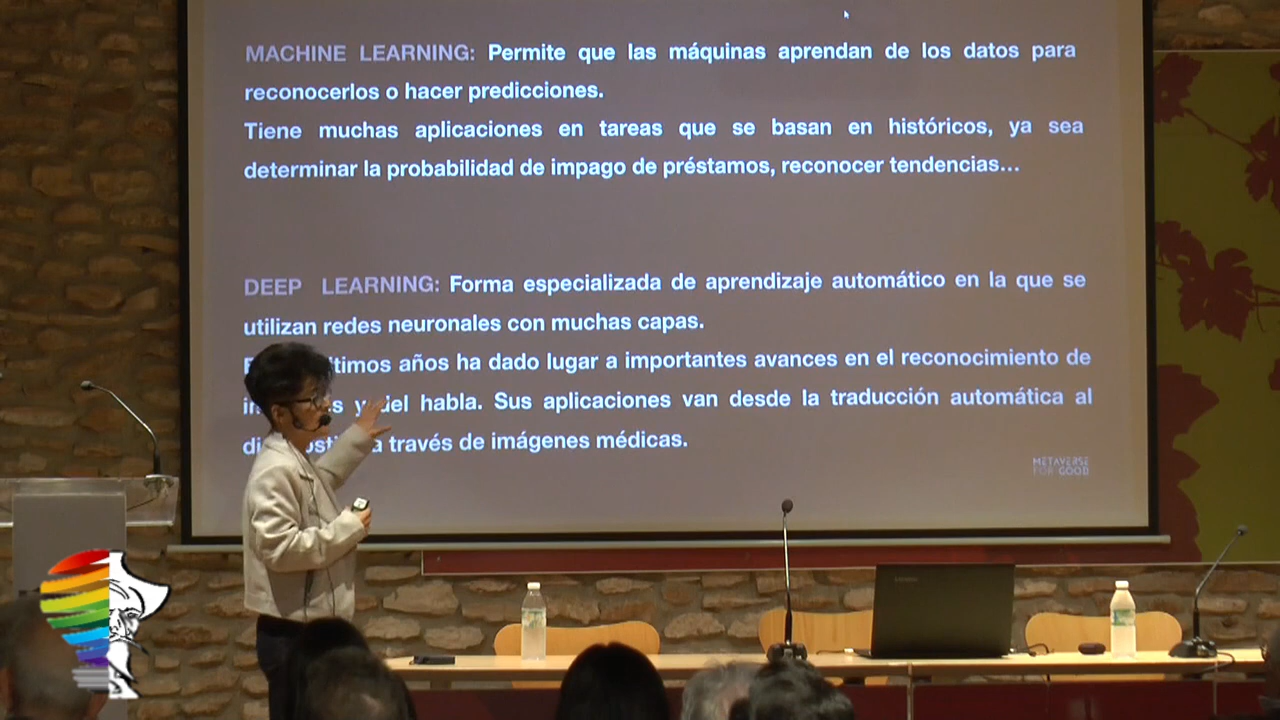 MACHINE LEARNING: Permite que las máquinas aprendan de los datos para
reconocerlos o hacer predicciones.
Tiene muchas aplicaciones en tareas que se basan en históricos, ya sea
determinar la probabilidad de impago de préstamos, reconocer tendencias...
DEEP LEARNING: Forma especializada de aprendizaje automático en la que se
utilizan redes neuronales con muchas capas.
años ha dado lugar a importantes avances en el reconocimiento de
y del habla. Sus aplicaciones van desde la traducción automática al
a través de imágenes médicas.
METAVERSE
FOR GOOD